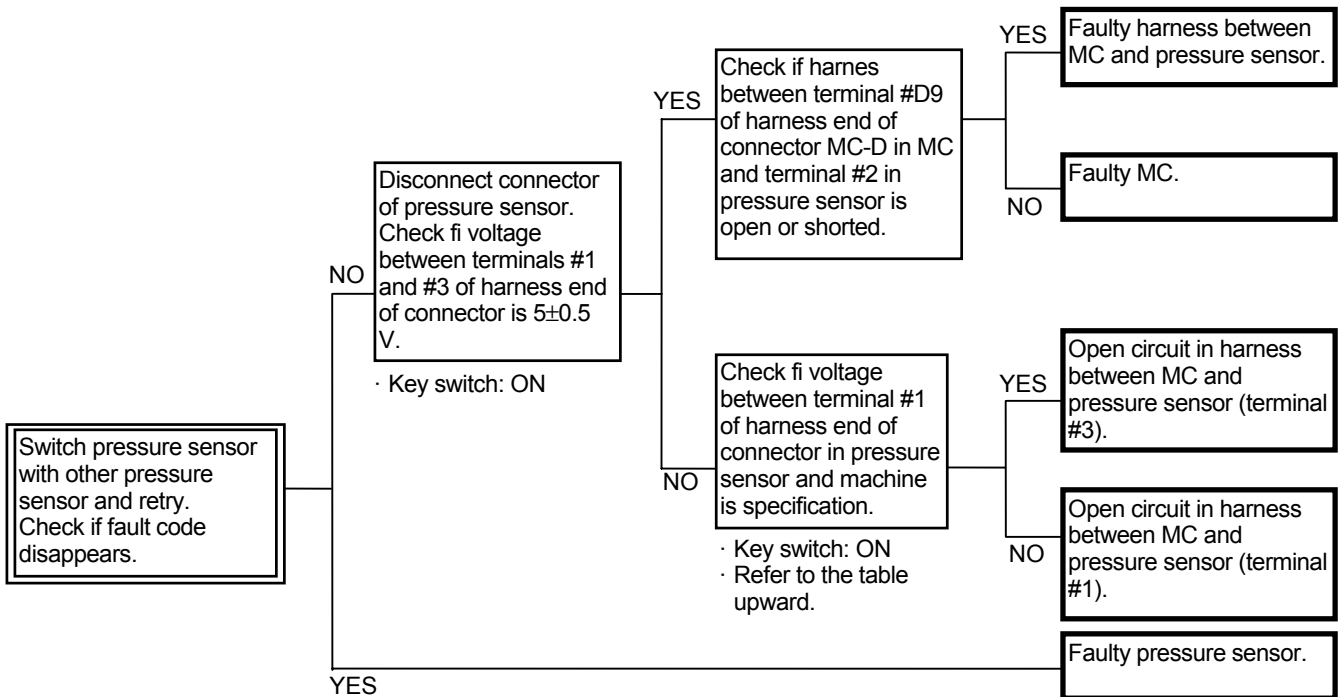 Switch pressure sensor
with other pressure
sensor and retry.
Check if fault code
disappears.
NO
Disconnect connector
of pressure sensor.
Check fi voltage
between terminals #1
and #3 of harness end
of connector is 5±0.5
V.
· Key switch: ON
YES
Check if harnes
between terminal #D9
of harness end of
connector MC-D in MC
and terminal #2 in
pressure sensor is
open or shorted.
YES
Faulty harness between
MC and pressure sensor.
NO
Faulty MC.
NO
Check fi voltage
between terminal #1
of harness end of
connector in pressure
sensor and machine
is specification.
· Key switch: ON
· Refer to the table
upward.
YES
Open circuit in harness
between MC and
pressure sensor (terminal
#3).
NO
Open circuit in harness
between MC and
pressure sensor (terminal
#1).
YES
Faulty pressure sensor.